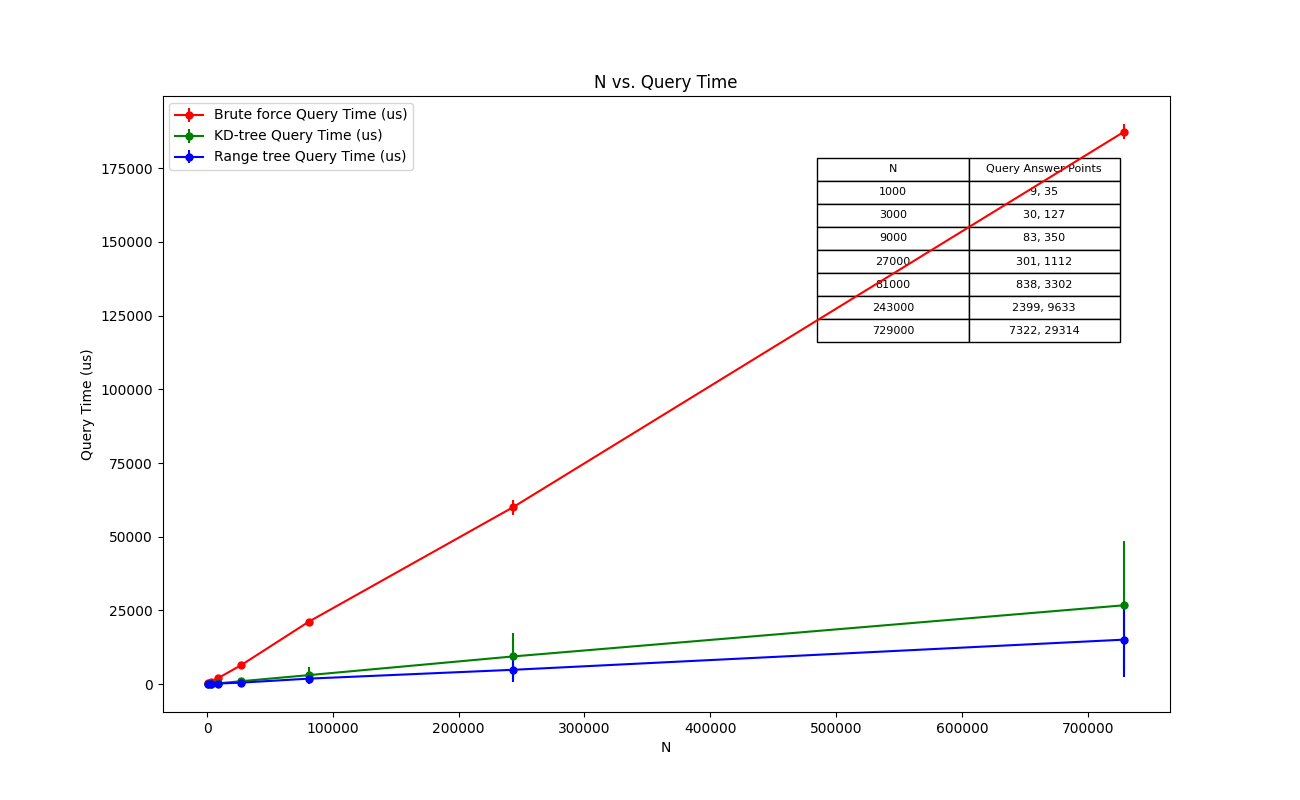 N vs. Query Time
Brute force Query Time (us)
KD-tree Query Time (us)
Range tree Query Time (us)
N Query Answer Points
1000 9, 35
3000 30, 127
9000 83, 350
27000 301, 1112
81000 838, 3302
243000 2399, 9633
729000 7322, 29314
Query Time (us)
175000
150000
125000
100000
75000
50000
25000
0
0 100000 200000 300000 400000 500000 600000 700000
N